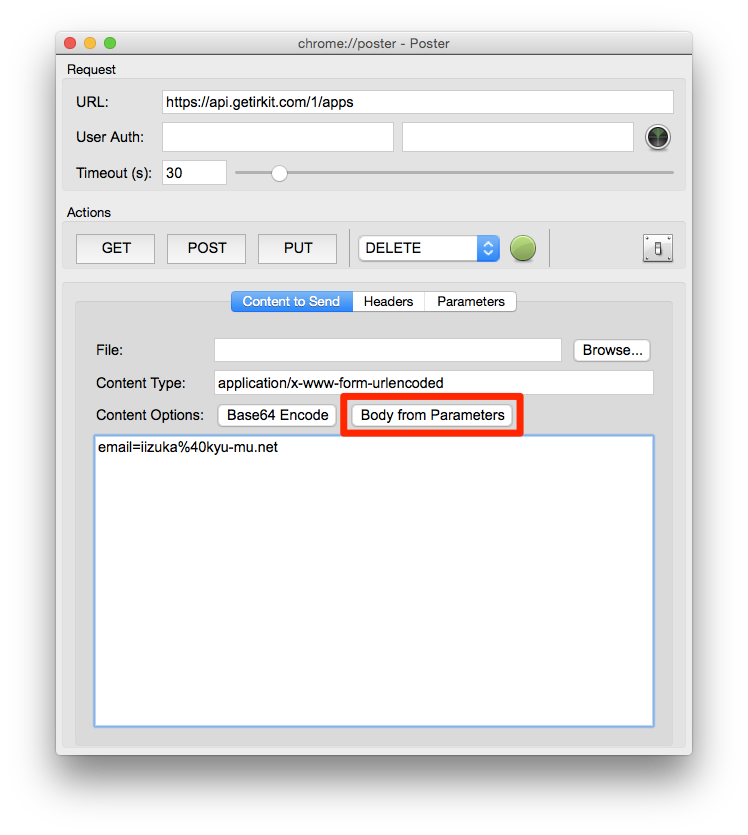 chrome://poster - Poster
Request
URL: https://api.getirkit.com/1/apps
User Auth:
Timeout (s): 30
Actions
GET POST PUT DELETE
Content to Send Headers Parameters
File: Browse...
Content Type: application/x-www-form-urlencoded
Content Options: Base64 Encode Body from Parameters
email=iizuka%40kyu-mu.net